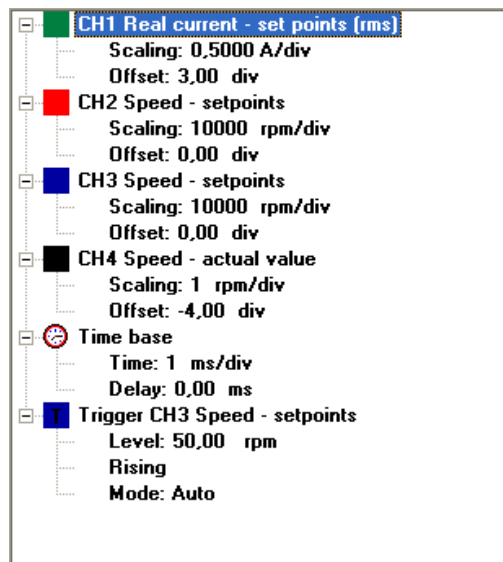 CH1 Real current - set points (rms)
Scaling: 0,5000 A/div
Offset: 3,00 div
CH2 Speed - setpoints
Scaling: 10000 rpm/div
Offset: 0,00 div
CH3 Speed - setpoints
Scaling: 10000 rpm/div
Offset: 0,00 div
CH4 Speed - actual value
Scaling: 1 rpm/div
Offset: -4,00 div
Time base
Time: 1 ms/div
Delay: 0,00 ms
T Trigger CH3 Speed - setpoints
Level: 50,00 rpm
Rising
Mode: Auto